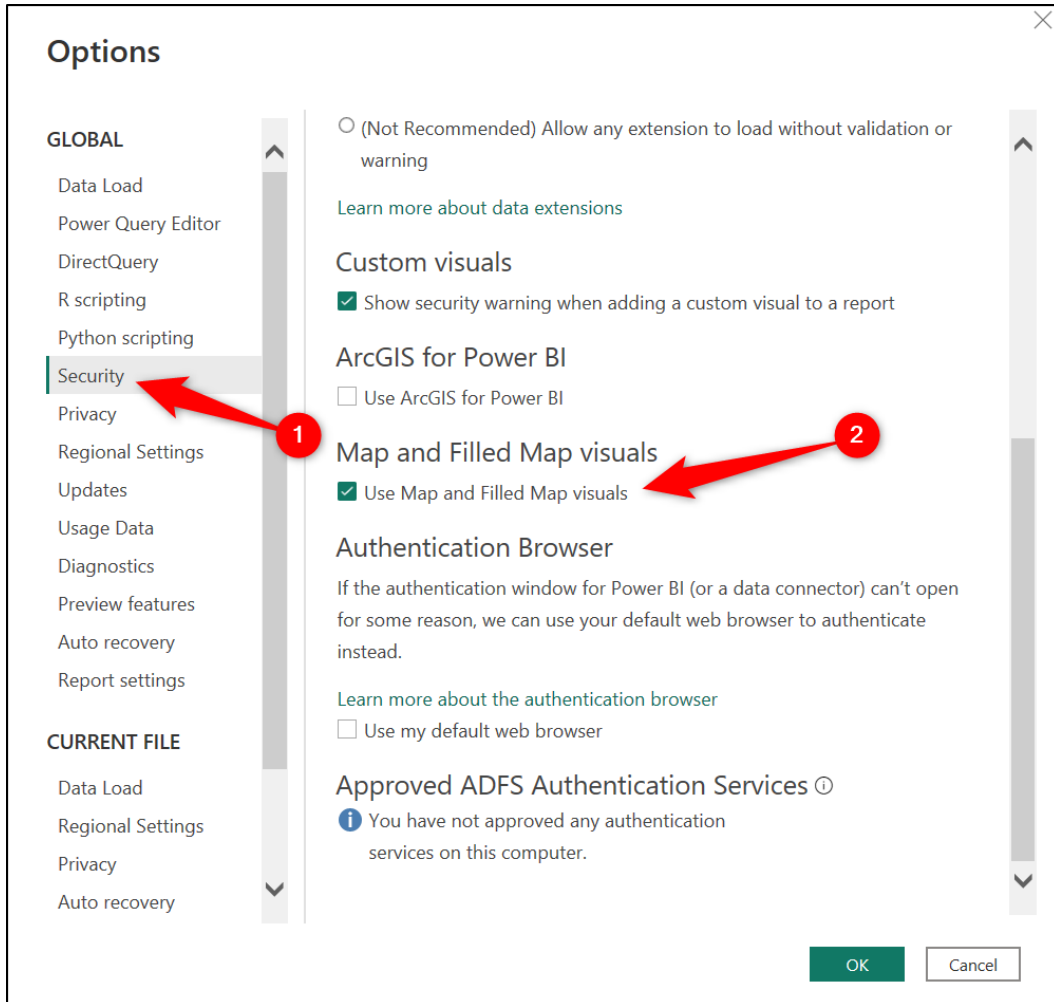 Options
GLOBAL
Data Load
Power Query Editor
DirectQuery
R scripting
Python scripting
Security
Privacy
Regional Settings
Updates
Usage Data
Diagnostics
Preview features
Auto recovery
Report settings
CURRENT FILE
Data Load
Regional Settings
Privacy
Auto recovery
(Not Recommended) Allow any extension to load without validation or
warning
Learn more about data extensions
Custom visuals
Show security warning when adding a custom visual to a report
ArcGIS for Power BI
Use ArcGIS for Power BI
1
2
Map and Filled Map visuals
Use Map and Filled Map visuals
Authentication Browser
If the authentication window for Power BI (or a data connector) can’t open
for some reason, we can use your default web browser to authenticate
instead.
Learn more about the authentication browser
Use my default web browser
Approved ADFS Authentication Services
You have not approved any authentication
services on this computer.
OK
Cancel